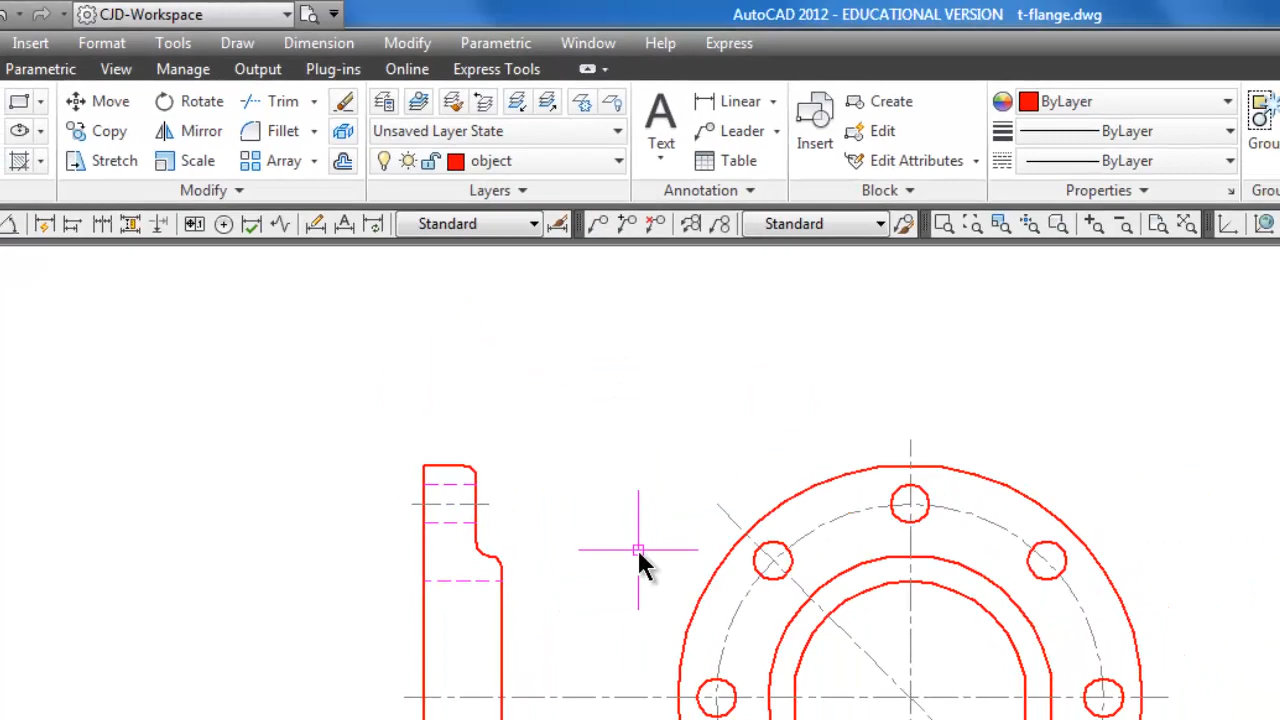 CJD-Workspace
AutoCAD 2012 - EDUCATIONAL VERSION t-flange.dwg
Insert Format Tools Draw Dimension Modify Parametric Window Help Express
Parametric View Manage Output Plug-ins Online Express Tools
Move Rotate Trim
Copy Mirror Fillet
Stretch Scale Array
Modify
Unsaved Layer State
object
Layers
A
Text
Linear
Leader
Table
Annotation
Insert
Create
Edit
Edit Attributes
Block
ByLayer
ByLayer
ByLayer
Properties
Standard Standard